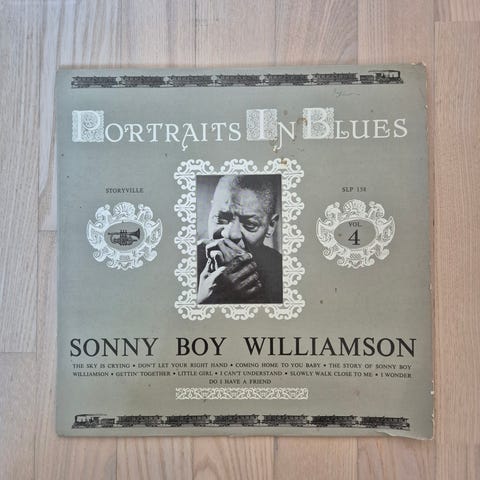 PORTRAITS IN BLUES
STORYVILLE
SLP 158
VOL.
4
SONNY BOY WILLIAMSON
THE SKY IS CRYING • DON'T LET YOUR RIGHT HAND • COMING HOME TO YOU BABY • THE STORY OF SONNY BOY
WILLIAMSON • GETTIN' TOGETHER • LITTLE GIRL • I CAN'T UNDERSTAND • SLOWLY WALK CLOSE TO ME • I WONDER
DO I HAVE A FRIEND